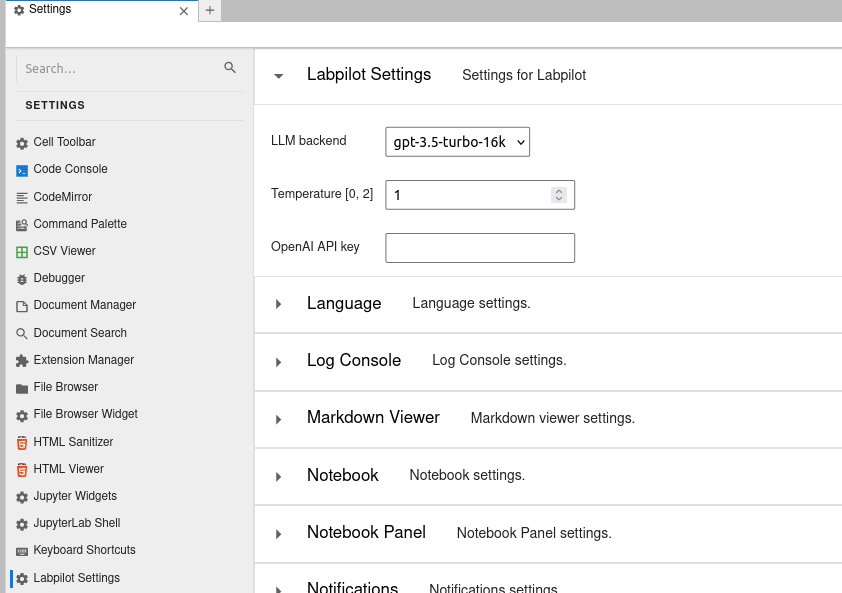 Settings
Search...
SETTINGS
Cell Toolbar
Code Console
CodeMirror
Command Palette
CSV Viewer
Debugger
Document Manager
Document Search
Extension Manager
File Browser
File Browser Widget
HTML Sanitizer
HTML Viewer
Jupyter Widgets
JupyterLab Shell
Keyboard Shortcuts
Labpilot Settings
Labpilot Settings Settings for Labpilot
LLM backend gpt-3.5-turbo-16k
Temperature [0, 2] 1
OpenAI API key
Language Language settings.
Log Console Log Console settings.
Markdown Viewer Markdown viewer settings.
Notebook Notebook settings.
Notebook Panel Notebook Panel settings.
Notifications Notifications settings